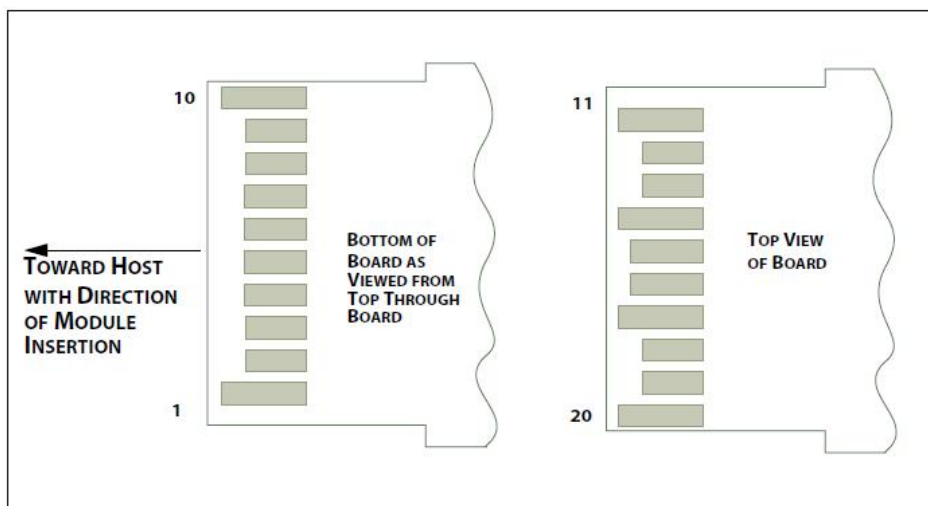 10
TOWARD HOST
WITH DIRECTION
OF MODULE
INSERTION
1
BOTTOM OF
BOARD AS
VIEWED FROM
TOP THROUGH
BOARD
11
TOP VIEW
OF BOARD
20